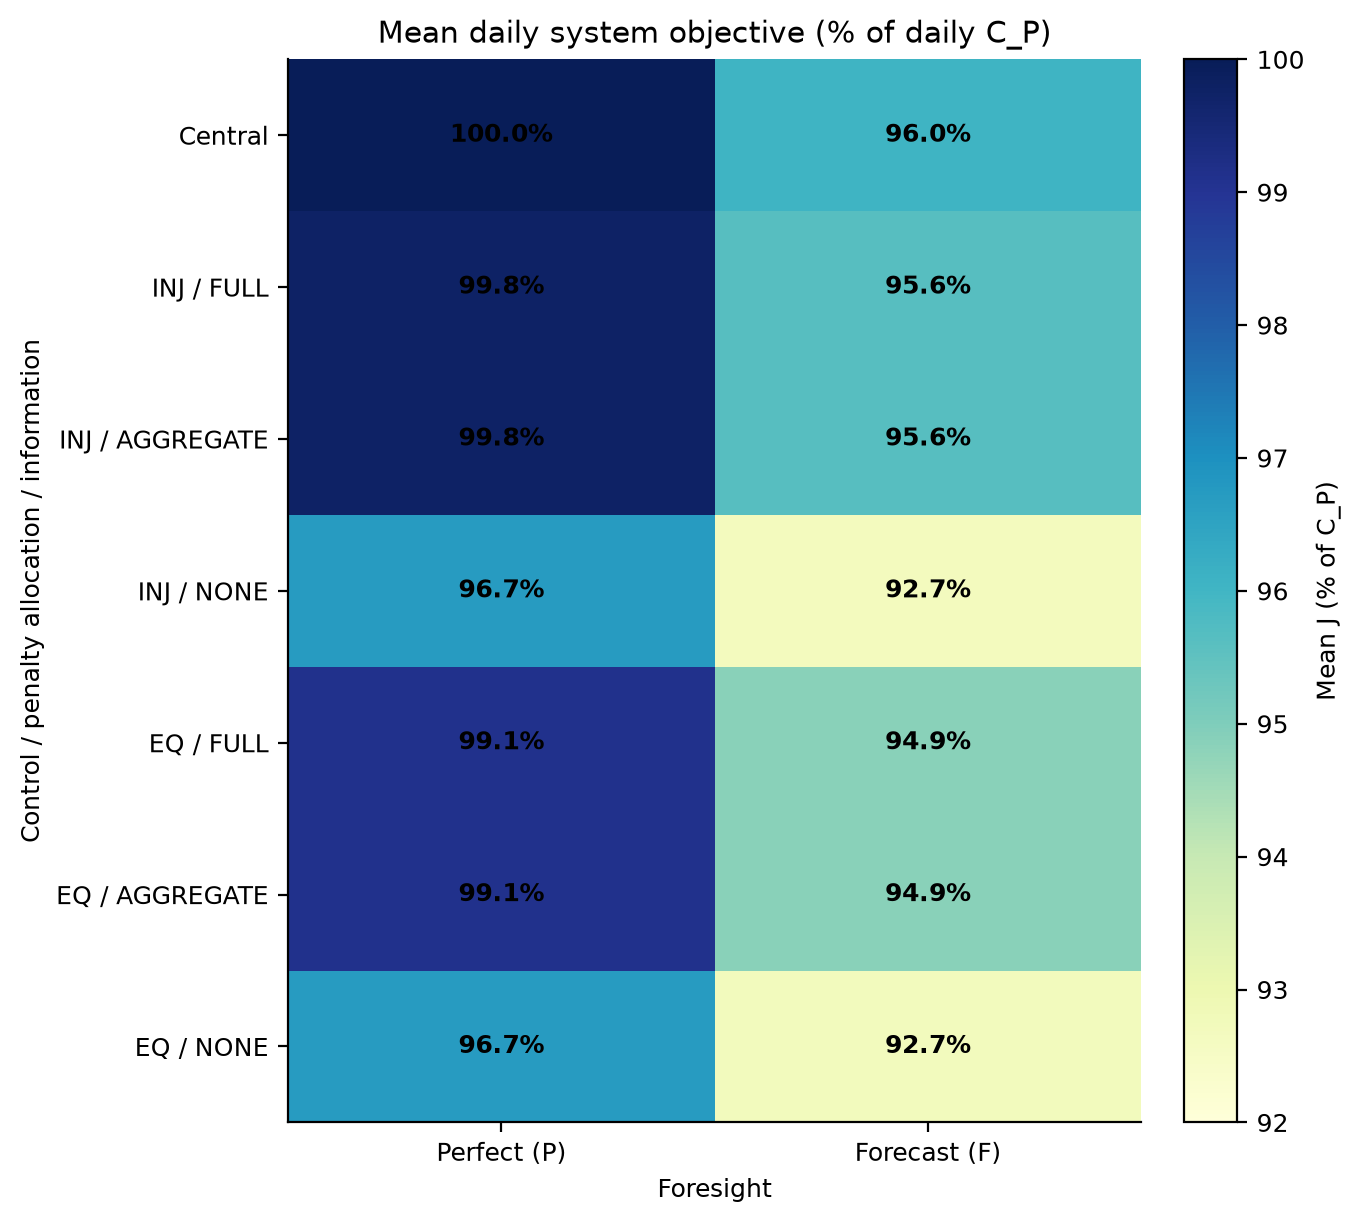 Mean daily system objective (% of daily C_P)
Control / penalty allocation / information
Central
100.0%
96.0%
INJ / FULL
99.8%
95.6%
INJ / AGGREGATE
99.8%
95.6%
INJ / NONE
96.7%
92.7%
EQ / FULL
99.1%
94.9%
EQ / AGGREGATE
99.1%
94.9%
EQ / NONE
96.7%
92.7%
Perfect (P)
Forecast (F)
Foresight
100
99
98
97
96
95
94
93
92
Mean J (% of C_P)